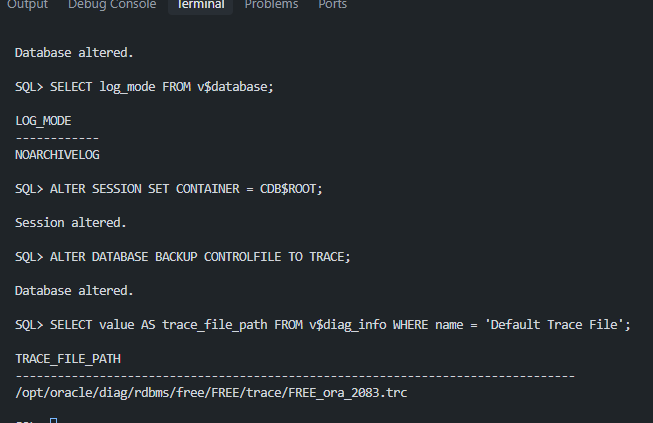 Output Debug Console Terminal Problems Ports
Database altered.
SQL> SELECT log_mode FROM v$database;
LOG_MODE
------------
NOARCHIVELOG
SQL> ALTER SESSION SET CONTAINER = CDB$ROOT;
Session altered.
SQL> ALTER DATABASE BACKUP CONTROLFILE TO TRACE;
Database altered.
SQL> SELECT value AS trace_file_path FROM v$diag_info WHERE name = 'Default Trace File';
TRACE_FILE_PATH
--------------------------------------------------------------------------------
/opt/oracle/diag/rdbms/free/FREE/trace/FREE_ora_2083.trc
SQL>